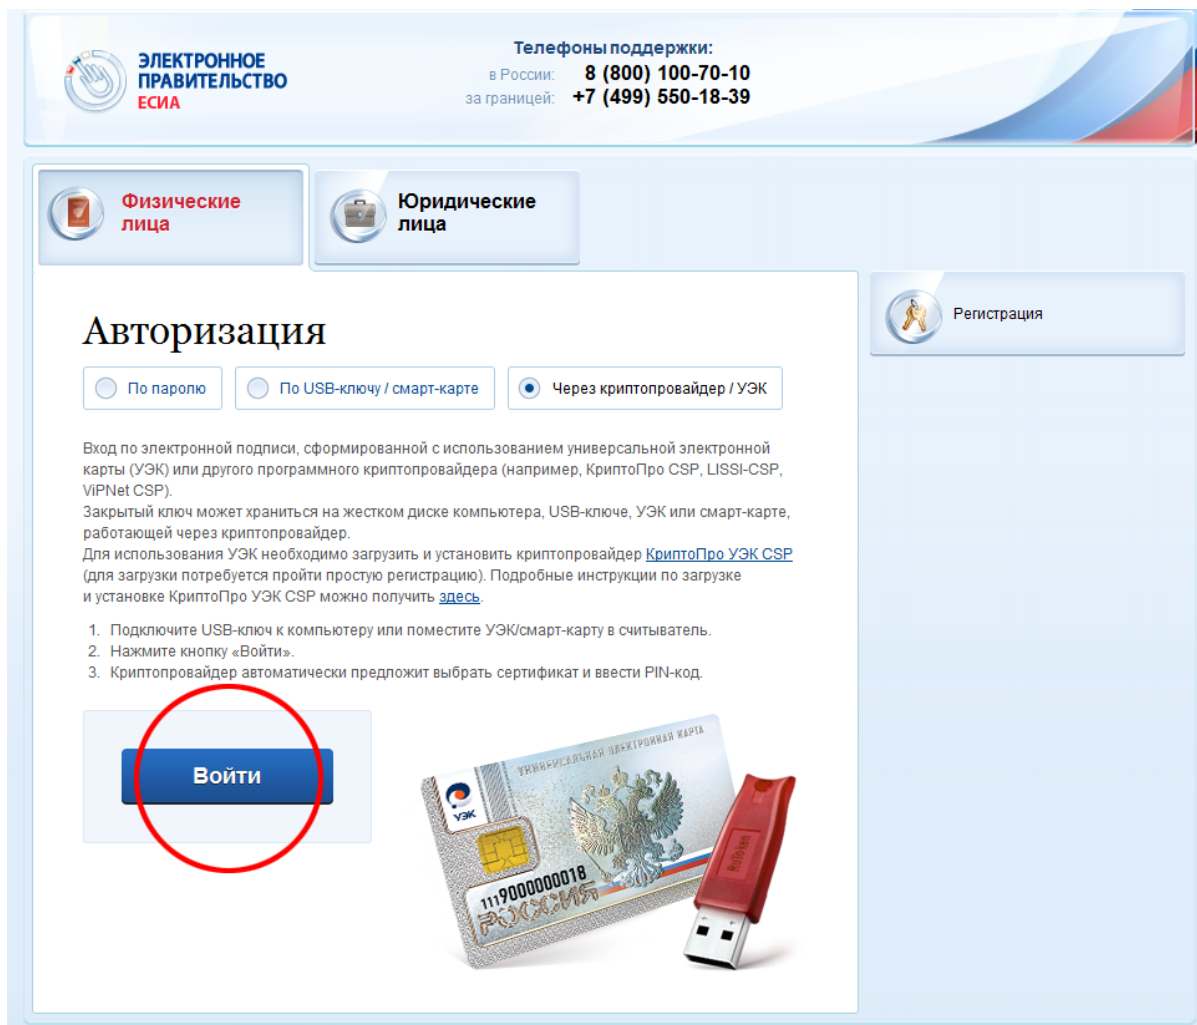 ЭЛЕКТРОННОЕ
ПРАВИТЕЛЬСТВО
ЕСИА
Телефоны поддержки:
в России: 8 (800) 100-70-10
за границей: +7 (499) 550-18-39
Физические
лица
Юридические
лица
Регистрация
Авторизация
По паролю
По USB-ключу / смарт-карте
Через криптопровайдер / УЭК
Вход по электронной подписи, сформированной с использованием универсальной электронной
карты (УЭК) или другого программного криптопровайдера (например, КриптоПро CSP, LISSI-CSP,
ViPNet CSP).
Закрытый ключ может храниться на жестком диске компьютера, USB-ключе, УЭК или смарт-карте,
работающей через криптопровайдер.
Для использования УЭК необходимо загрузить и установить криптопровайдер КриптоПро УЭК CSP
(для загрузки потребуется пройти простую регистрацию). Подробные инструкции по загрузке
и установке КриптоПро УЭК CSP можно получить здесь.
1. Подключите USB-ключ к компьютеру или поместите УЭК/смарт-карту в считыватель.
2. Нажмите кнопку «Войти».
3. Криптопровайдер автоматически предложит выбрать сертификат и ввести PIN-код.
Войти
УНИВЕРСАЛЬНАЯ ЭЛЕКТРОННАЯ КАРТА
УЭК
1119000000018
РОССИЯ
RuToken